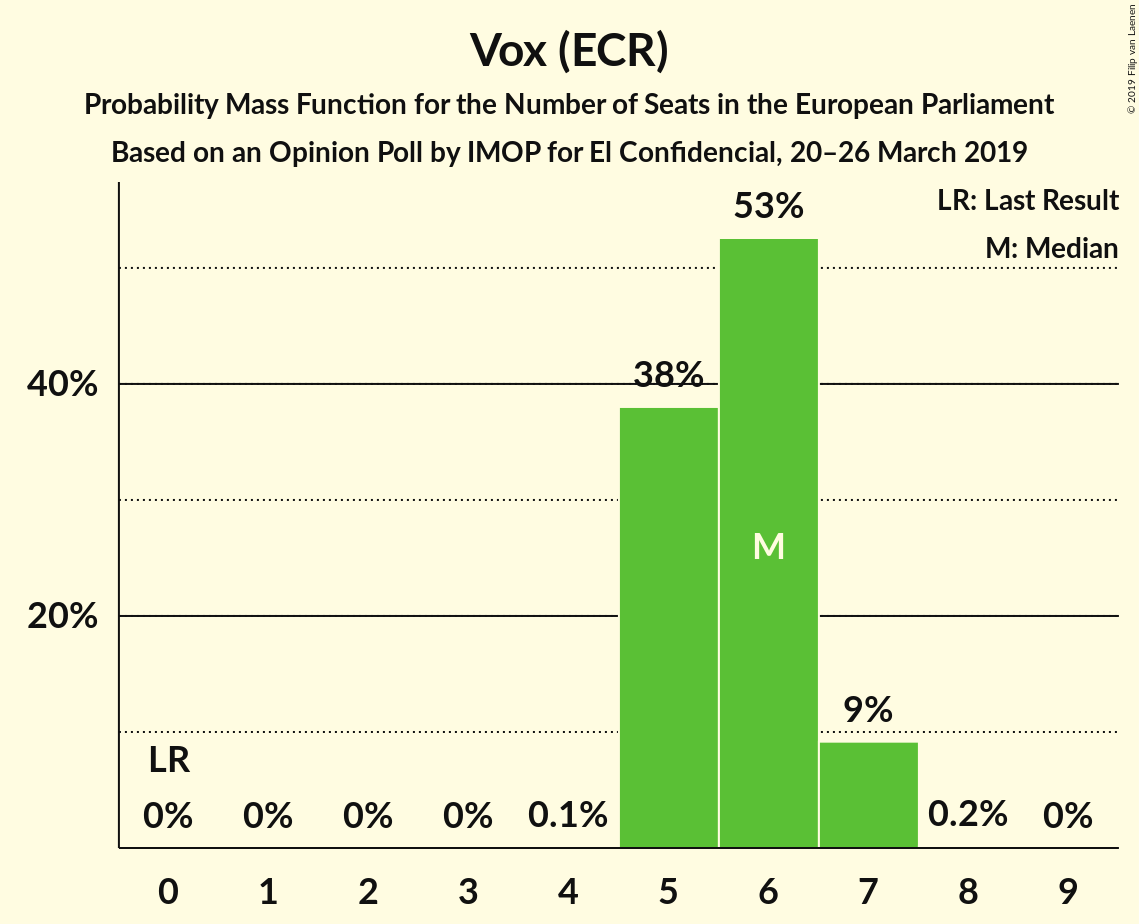 Vox (ECR)
Probability Mass Function for the Number of Seats in the European Parliament
Based on an Opinion Poll by IMOP for El Confidencial, 20–26 March 2019
© 2019 Filip van Laenen
LR: Last Result
M: Median
53%
38%
40%
M
20%
9%
LR
0% 0% 0% 0% 0.1% 0.2% 0%
0 1 2 3 4 5 6 7 8 9